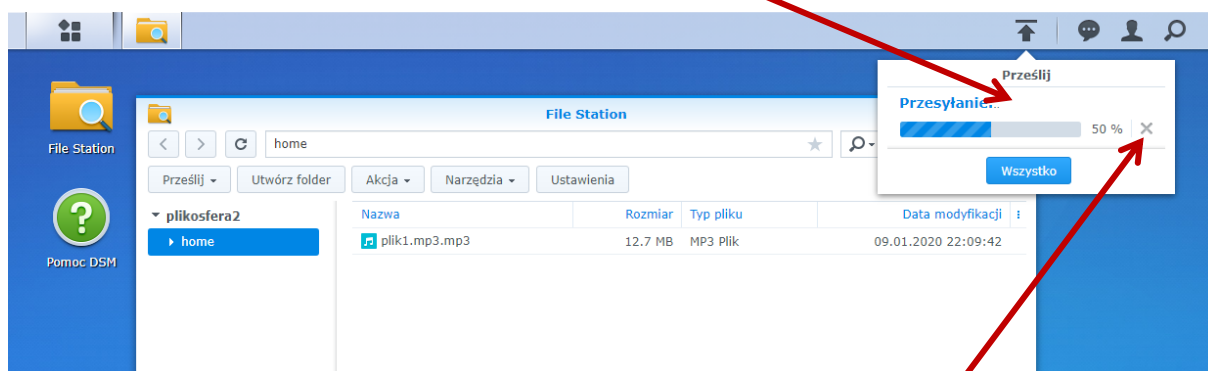 Prześlij
Przesyłanie...
50 %
Wszystko
File Station
File Station
home
Prześlij Utwórz folder Akcja Narzędzia Ustawienia
plikosfera2
home
Nazwa Rozmiar Typ pliku Data modyfikacji
plik1.mp3.mp3 12.7 MB MP3 Plik 09.01.2020 22:09:42
Pomoc DSM